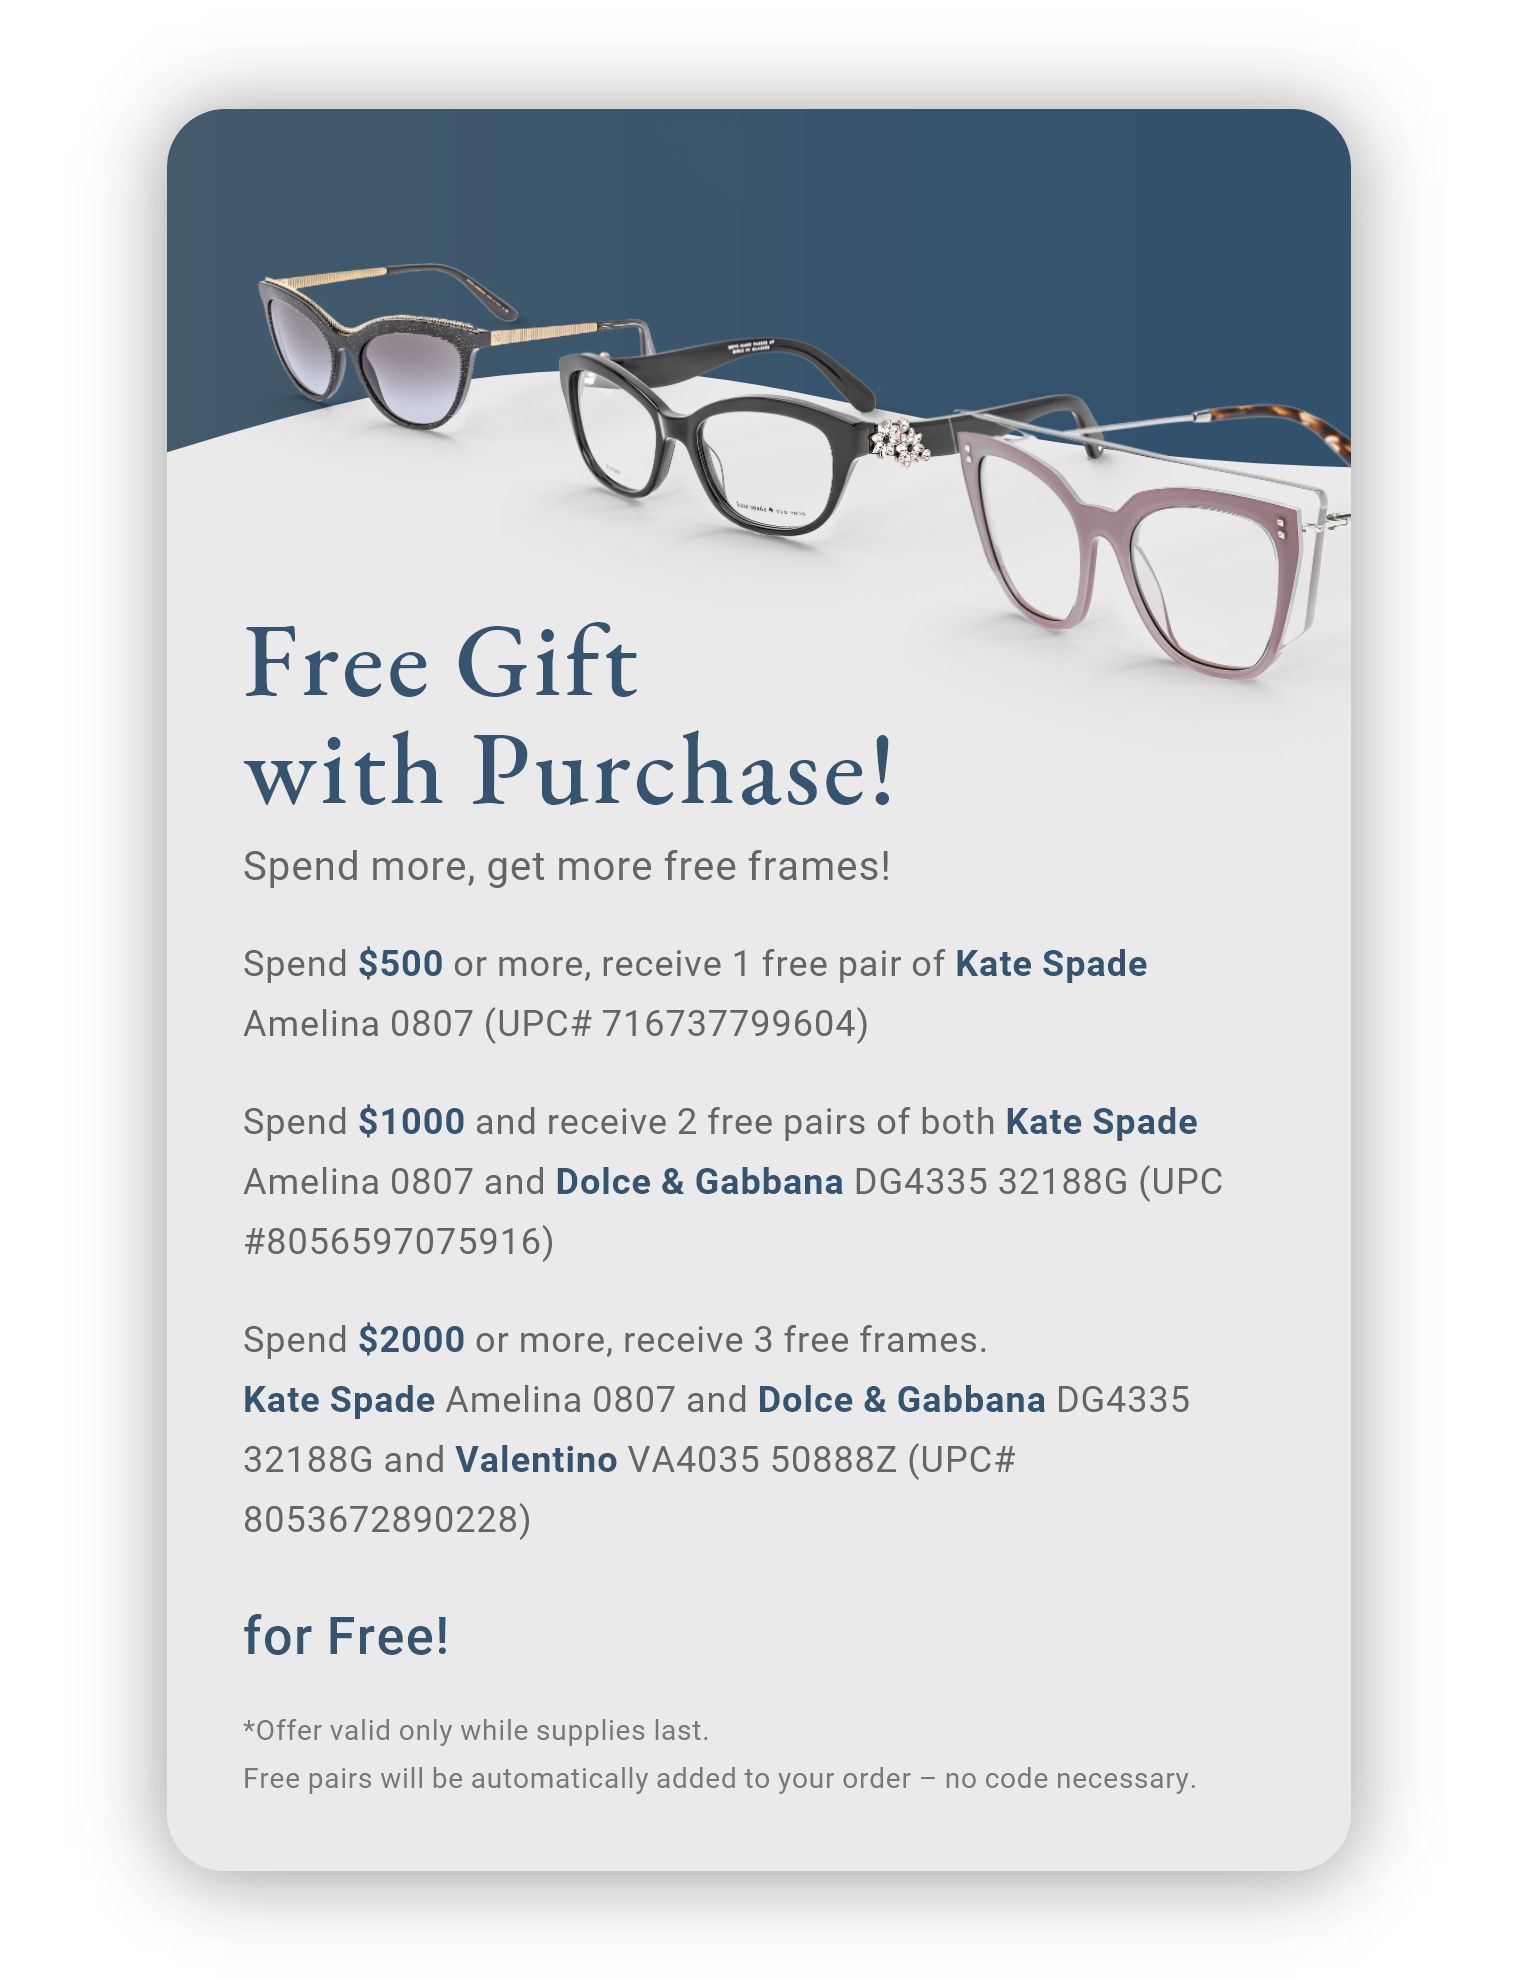 kate spade NEW YORK
Free Gift
with Purchase!
Spend more, get more free frames!
Spend $500 or more, receive 1 free pair of Kate Spade
Amelina 0807 (UPC# 716737799604)
Spend $1000 and receive 2 free pairs of both Kate Spade
Amelina 0807 and Dolce & Gabbana DG4335 32188G (UPC
#8056597075916)
Spend $2000 or more, receive 3 free frames.
Kate Spade Amelina 0807 and Dolce & Gabbana DG4335
32188G and Valentino VA4035 50888Z (UPC#
8053672890228)
for Free!
*Offer valid only while supplies last.
Free pairs will be automatically added to your order – no code necessary.